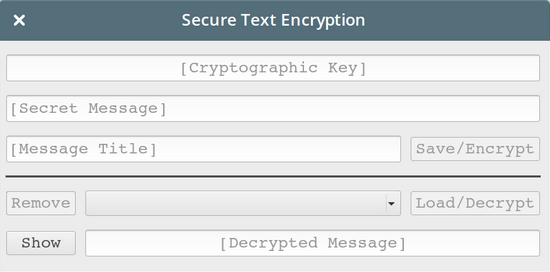 Secure Text Encryption
[Cryptographic Key]
[Secret Message]
[Message Title] Save/Encrypt
Remove Load/Decrypt
Show [Decrypted Message]